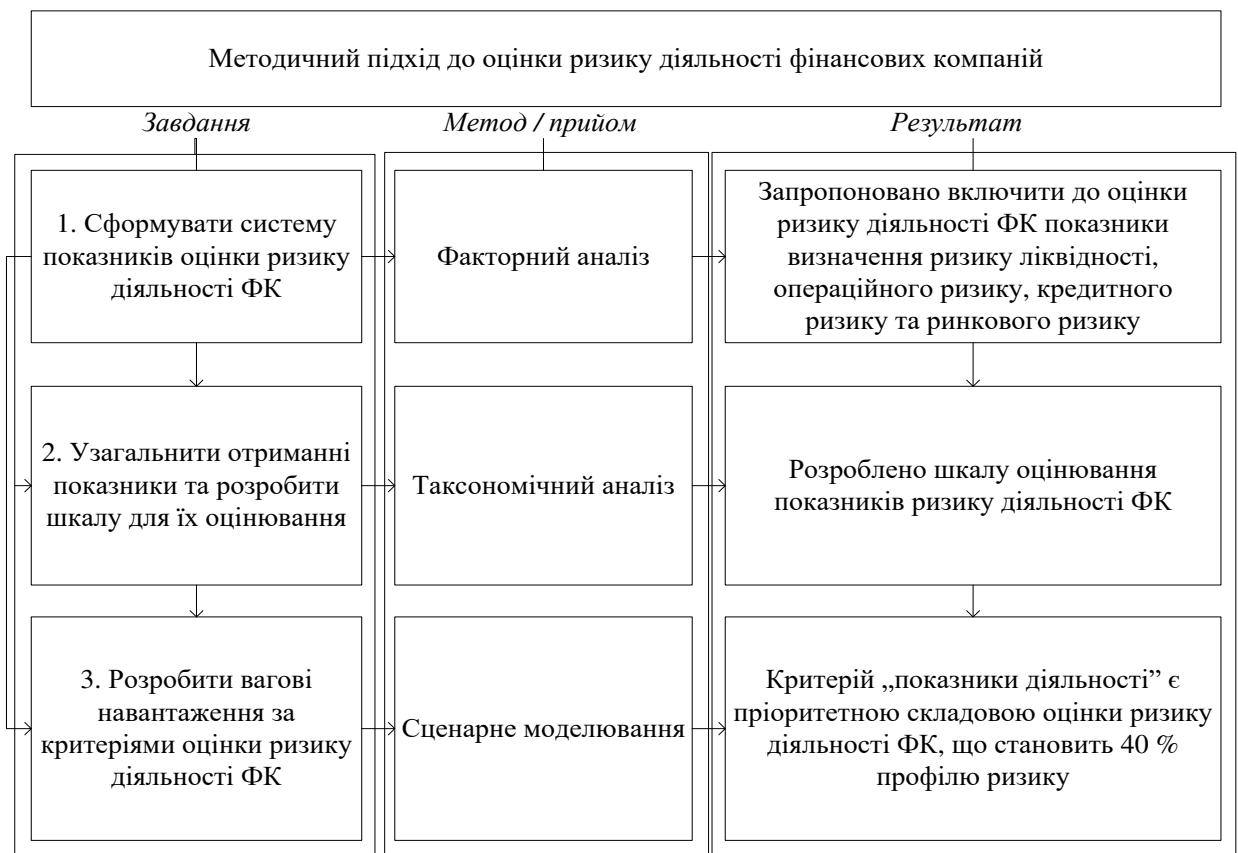 Методичний підхід до оцінки ризику діяльності фінансових компаній
Завдання
Метод / прийом
Результат
1. Сформувати систему
показників оцінки ризику
діяльності ФК
Факторний аналіз
Запропоновано включити до оцінки
ризику діяльності ФК показники
визначення ризику ліквідності,
операційного ризику, кредитного
ризику та ринкового ризику
2. Узагальнити отриманні
показники та розробити
шкалу для їх оцінювання
Таксономічний аналіз
Розроблено шкалу оцінювання
показників ризику діяльності ФК
3. Розробити вагові
навантаження за
критеріями оцінки ризику
діяльності ФК
Сценарне моделювання
Критерій „показники діяльності” є
пріоритетною складовою оцінки ризику
діяльності ФК, що становить 40 %
профілю ризику